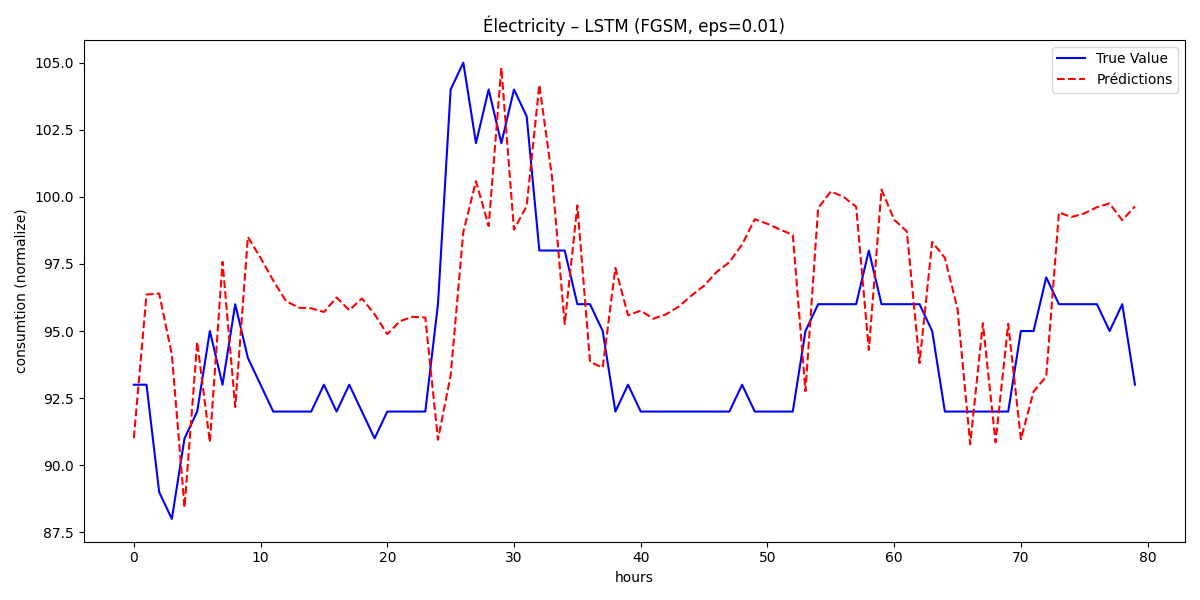 Électricity – LSTM (FGSM, eps=0.01)
True Value
Prédictions
consumtion (normalize)
105.0
102.5
100.0
97.5
95.0
92.5
90.0
87.5
0 10 20 30 40 50 60 70 80
hours